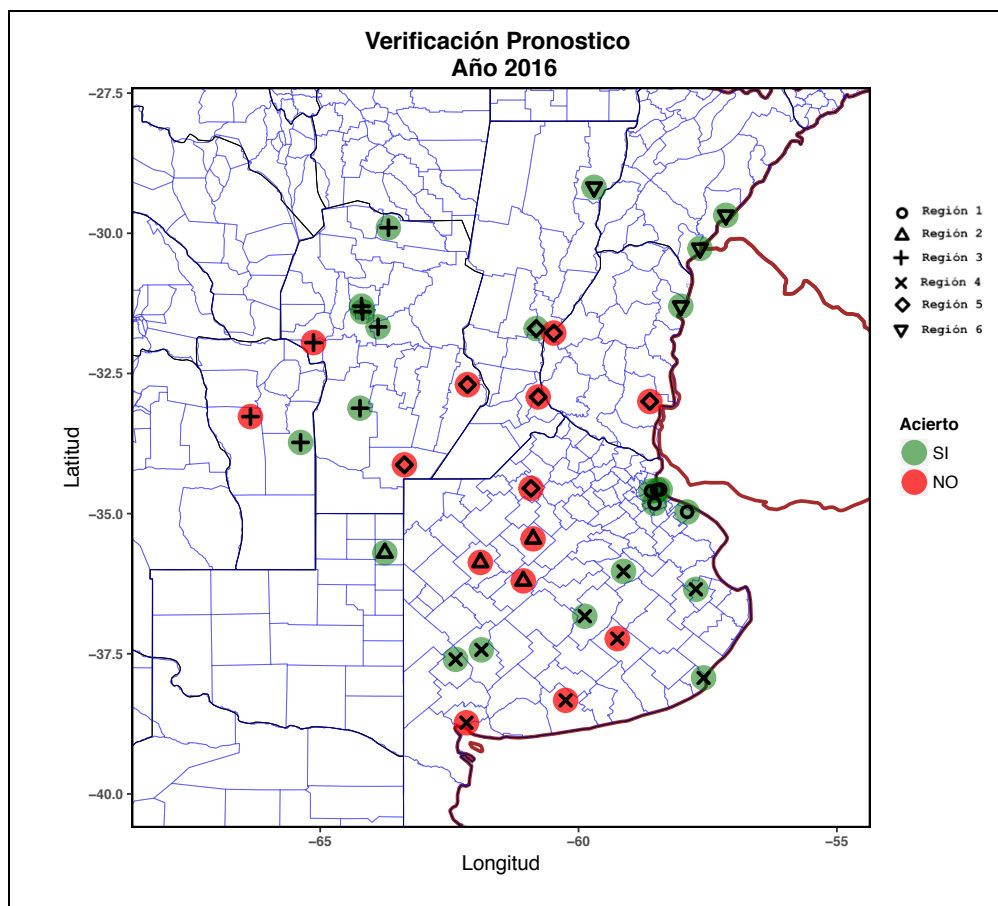 Verificación Pronostico
Año 2016
−27.5
−30.0
−32.5
−35.0
−37.5
−40.0
Latitud
−65
−60
−55
Longitud
Región 1
Región 2
Región 3
Región 4
Región 5
Región 6
Acierto
SI
NO